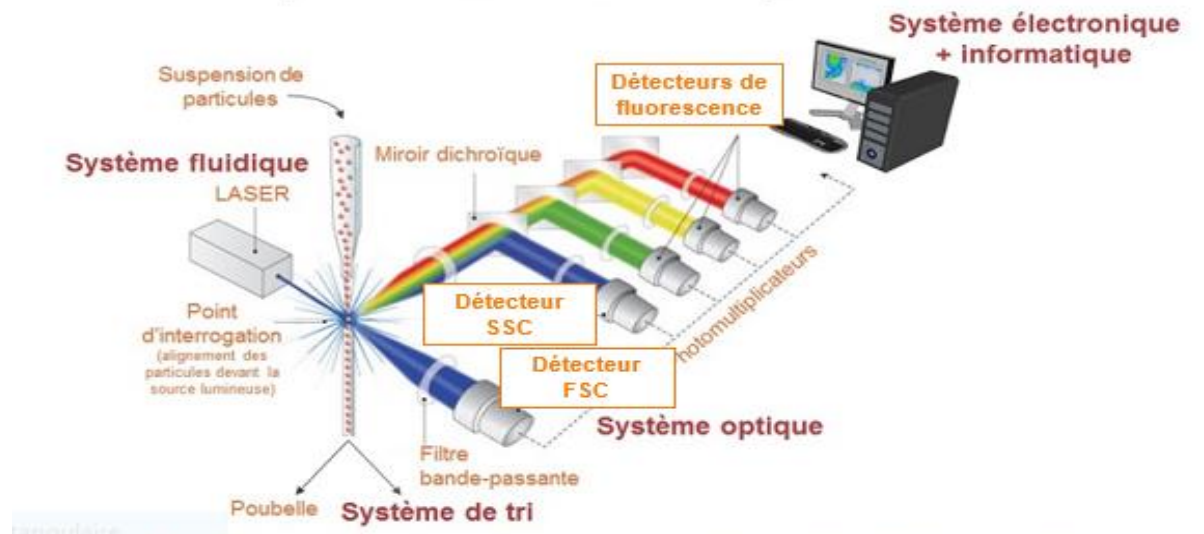 Système électronique
+ informatique
Suspension de
particules
Détecteurs de
fluorescence
Système fluidique
Miroir dichroïque
LASER
Point
d'interrogation
(alignement des
particules devant la
source lumineuse)
Détecteur
SSC
hotomultiplicateurs
Détecteur
FSC
Système optique
Filtre
bande-passante
Poubelle
Système de tri